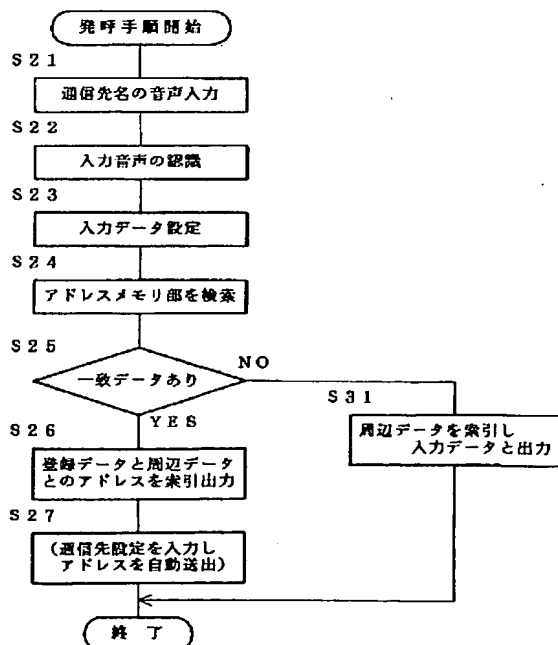 発呼手順開始
S21
通信先名の音声入力
S22
入力音声の認識
S23
入力データ設定
S24
アドレスメモリ部を検索
S25
一致データあり
NO
YES
S31
周辺データを索引し
入力データと出力
S26
登録データと周辺データ
とのアドレスを索引出力
S27
(通信先設定を入力し
アドレスを自動送出)
終了